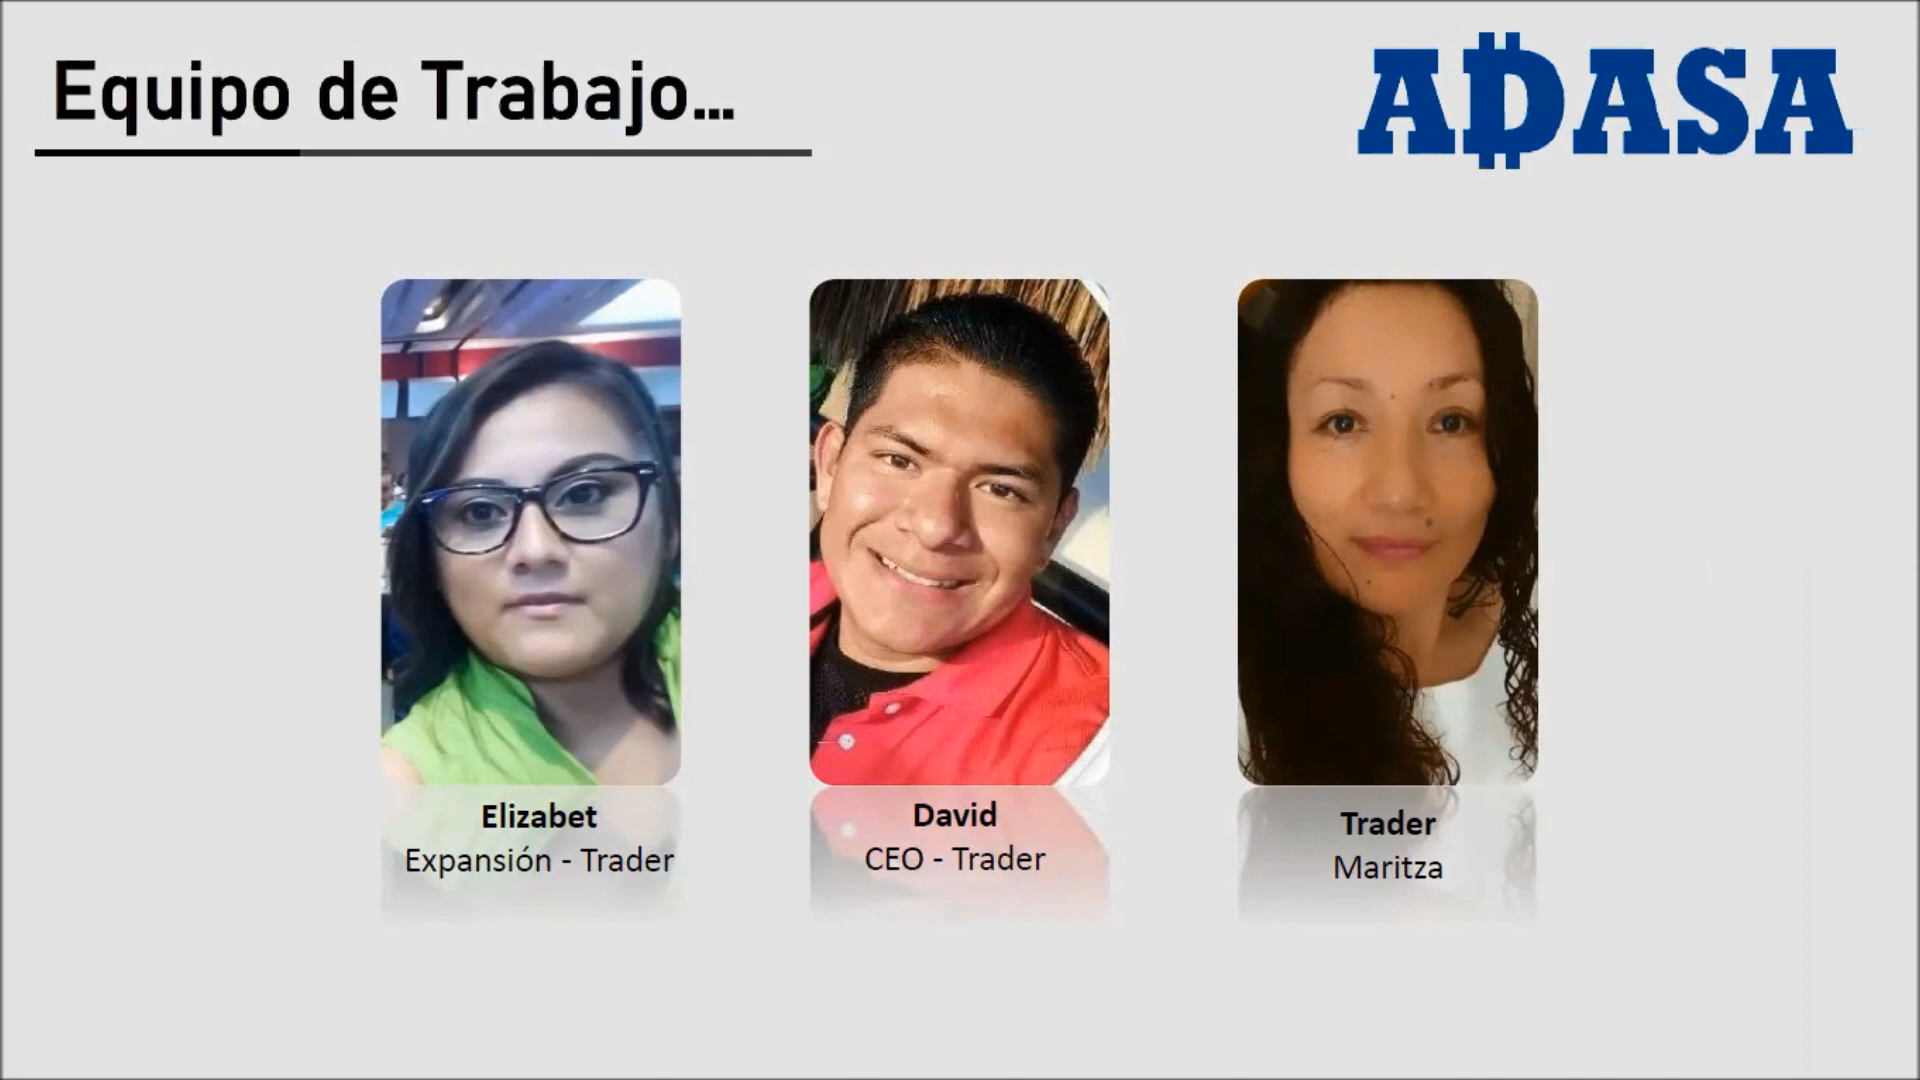 Equipo de Trabajo...
ADASA
Elizabet
Expansión - Trader
David
CEO - Trader
Trader
Maritza